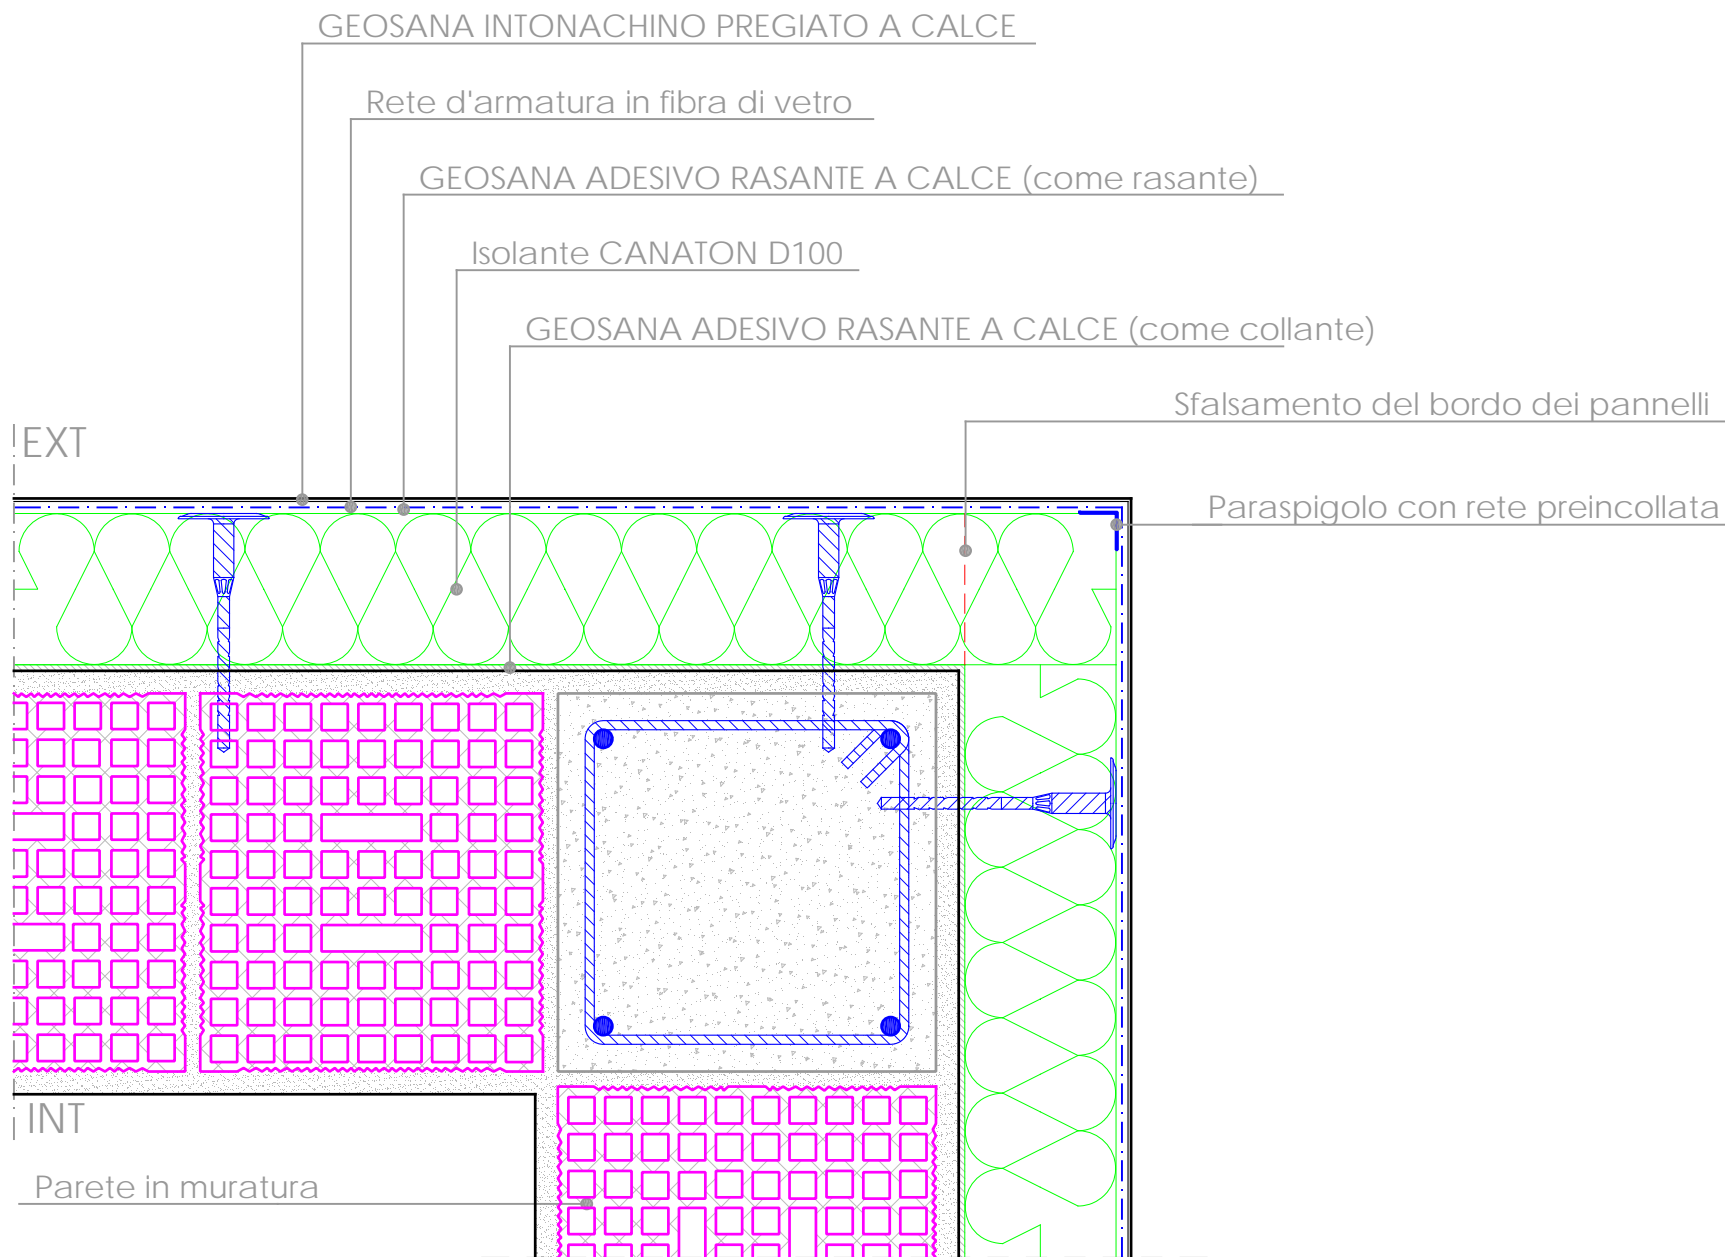 GEOSANA INTONACHINO PREGIATO A CALCE
Rete d'armatura in fibra di vetro
GEOSANA ADESIVO RASANTE A CALCE (come rasante)
Isolante CANATON D100
GEOSANA ADESIVO RASANTE A CALCE (come collante)
Sfalsamento del bordo dei pannelli
EXT
Paraspigolo con rete preincollata
INT
Parete in muratura